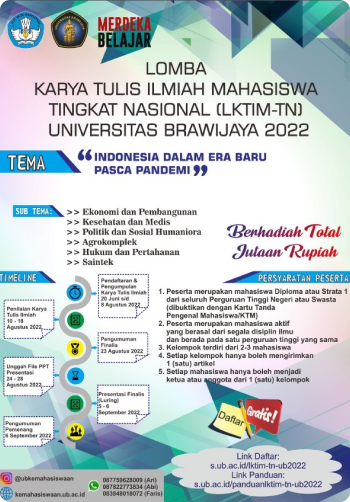 MERDEKA
BELAJAR
LOMBA
KARYA TULIS ILMIAH MAHASISWA
TINGKAT NASIONAL (LKTIM-TN)
UNIVERSITAS BRAWIJAYA 2022
TEMA
“INDONESIA DALAM ERA BARU
PASCA PANDEMI”
SUB TEMA:
>> Ekonomi dan Pembangunan
>> Kesehatan dan Medis
>> Politik dan Sosial Humaniora
>> Agrokomplek
>> Hukum dan Pertahanan
>> Saintek
Berhadiah Total
Jutaan Rupiah
TIMELINE
Pendaftaran &
Pengumpulan
Karya Tulis Ilmiah
20 Juni s/d
8 Agustus 2022
Penilaian Karya
Tulis Ilmiah
10 - 18
Agustus 2022
Pengumuman
Finalis
23 Agustus 2022
Unggah File PPT
Presentasi
24 - 26
Agustus 2022
Presentasi Finalis
(Luring)
5 - 6
September 2022
Pengumuman
Pemenang
6 September 2022
PERSYARATAN PESERTA
1. Peserta merupakan mahasiswa Diploma atau Strata 1
dari seluruh Perguruan Tinggi Negeri atau Swasta
(dibuktikan dengan Kartu Tanda
Pengenal Mahasiswa/KTM)
2. Peserta merupakan mahasiswa aktif
yang berasal dari segala disiplin ilmu
dan berada pada satu perguruan tinggi yang sama
3. Kelompok terdiri dari 2-3 mahasiswa
4. Setiap kelompok hanya boleh mengirimkan
1 (satu) artikel
5. Setiap mahasiswa hanya boleh menjadi
ketua atau anggota dari 1 (satu) kelompok
Daftar
Gratis!
Link Daftar:
s.ub.ac.id/lktim-tn-ub2022
Link Panduan:
s.ub.ac.id/panduanlktim-tn-ub2022
@ubkemahasiswaan
kemahasiswaan.ub.ac.id
087759628009 (Ari)
087822773834 (Abi)
083848018072 (Faris)